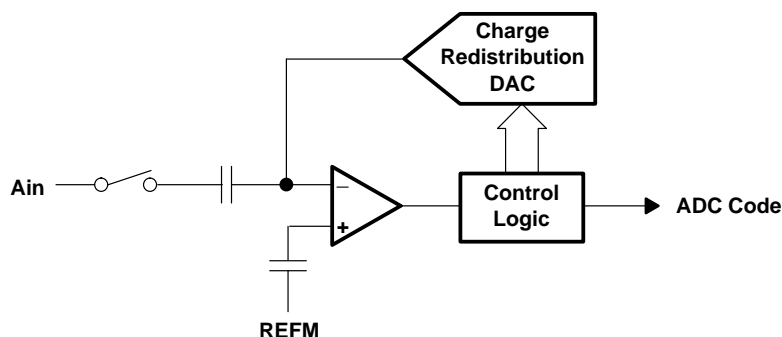 Charge
Redistribution
DAC
Ain
−
+
Control
Logic
ADC Code
REFM